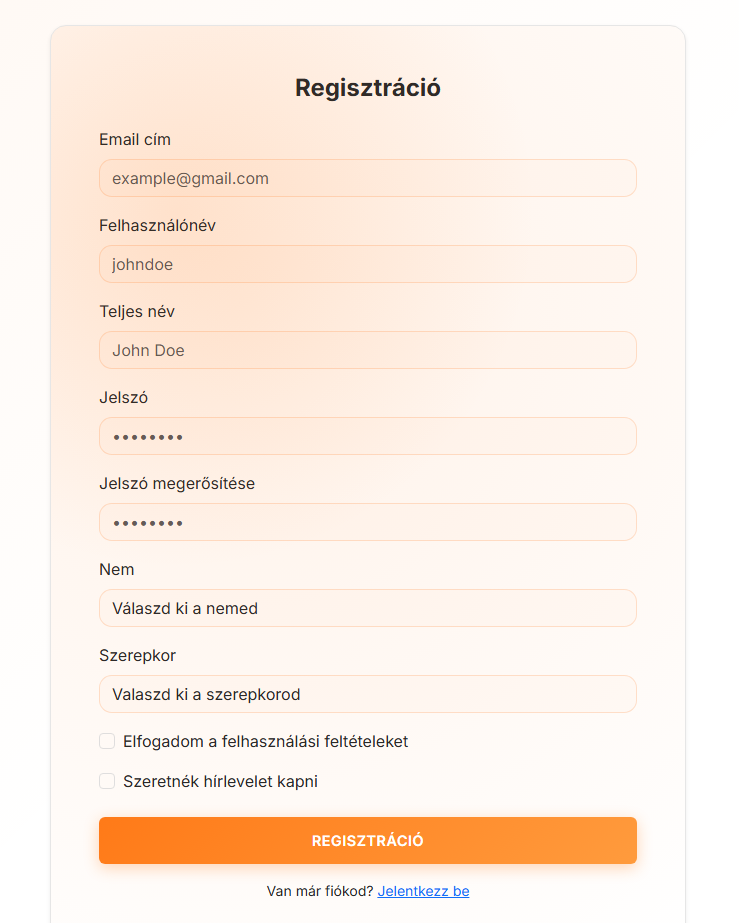 Regisztráció
Email cím
example@gmail.com
Felhasználónév
johndoe
Teljes név
John Doe
Jelszó
••••••••
Jelszó megerősítése
••••••••
Nem
Válaszd ki a nemed
Szerepkor
Valaszd ki a szerepkorod
Elfogadom a felhasználási feltételeket
Szeretnék hírlevelet kapni
REGISZTRÁCIÓ
Van már fiókod? Jelentkezz be